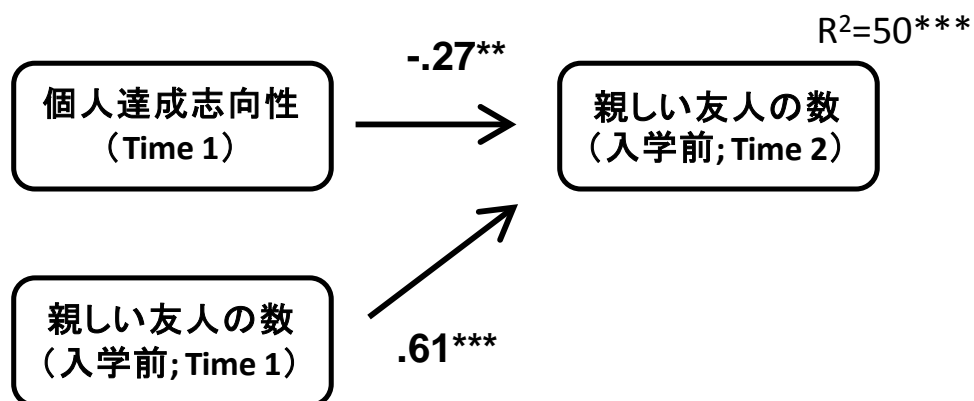 R²=50***
-.27**
個人達成志向性
（Time 1）
親しい友人の数
（入学前; Time 2）
親しい友人の数
（入学前; Time 1）
.61***